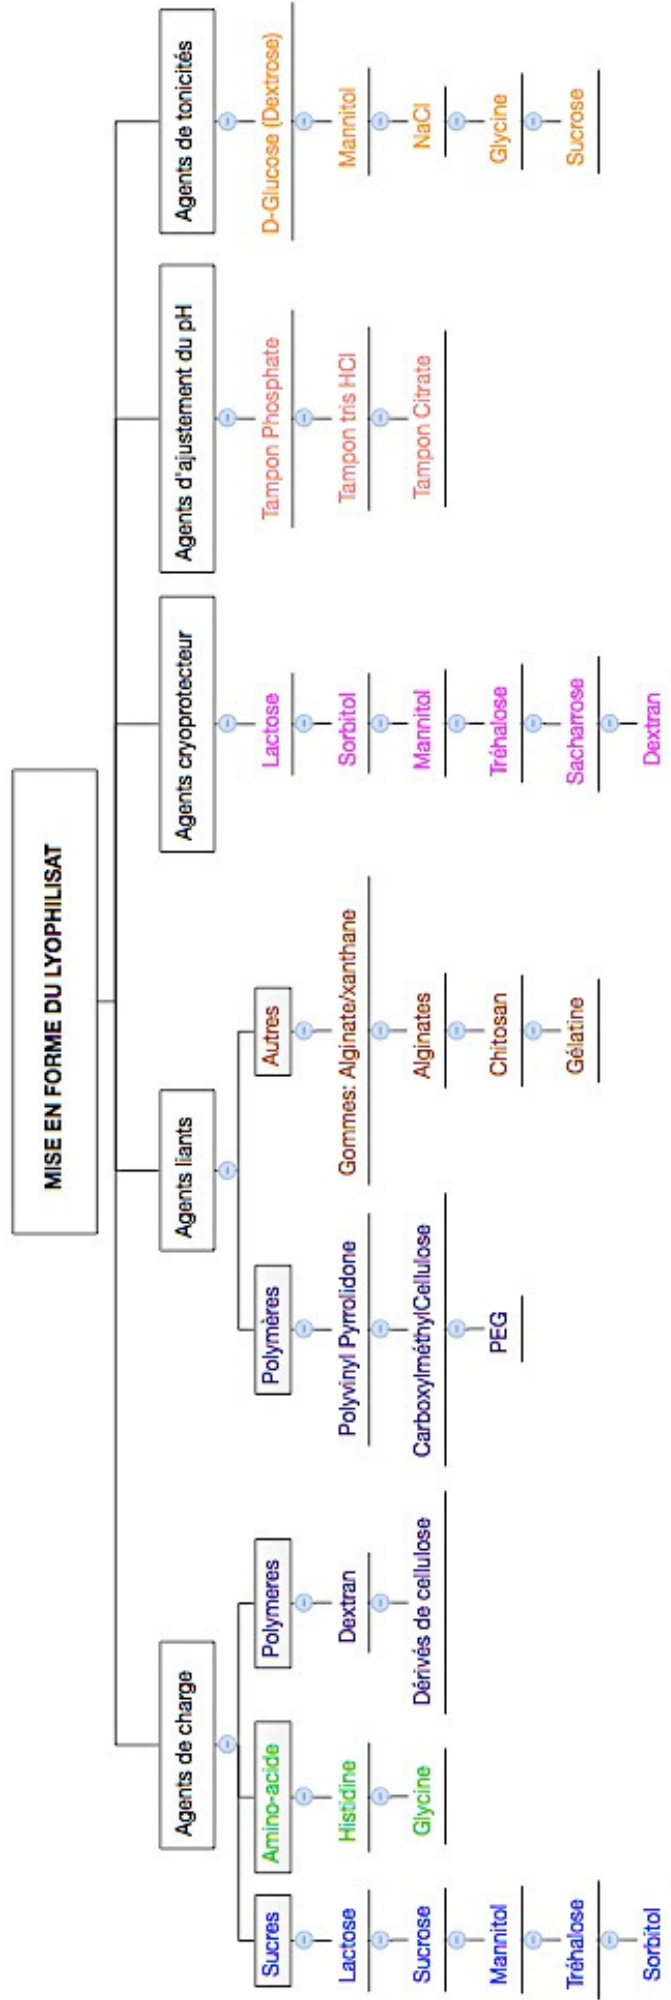 MISE EN FORME DU LYOPHILISAT
Agents de charge
Sucres
Lactose
Sucrose
Mannitol
Tréhalose
Sorbitol
Amino-acide
Histidine
Glycine
Polymeres
Dextran
Dérivés de cellulose
Agents liants
Polymères
Polyvinyl Pyrrolidone
CarboxylméthylCellulose
PEG
Autres
Gommes: Alginate/xanthane
Alginates
Chitosan
Gélatine
Agents cryoprotecteur
Lactose
Sorbitol
Mannitol
Tréhalose
Sacharrose
Dextran
Agents d'ajustement du pH
Tampon Phosphate
Tampon tris HCl
Tampon Citrate
Agents de tonicités
D-Glucose (Dextrose)
Mannitol
NaCl
Glycine
Sucrose